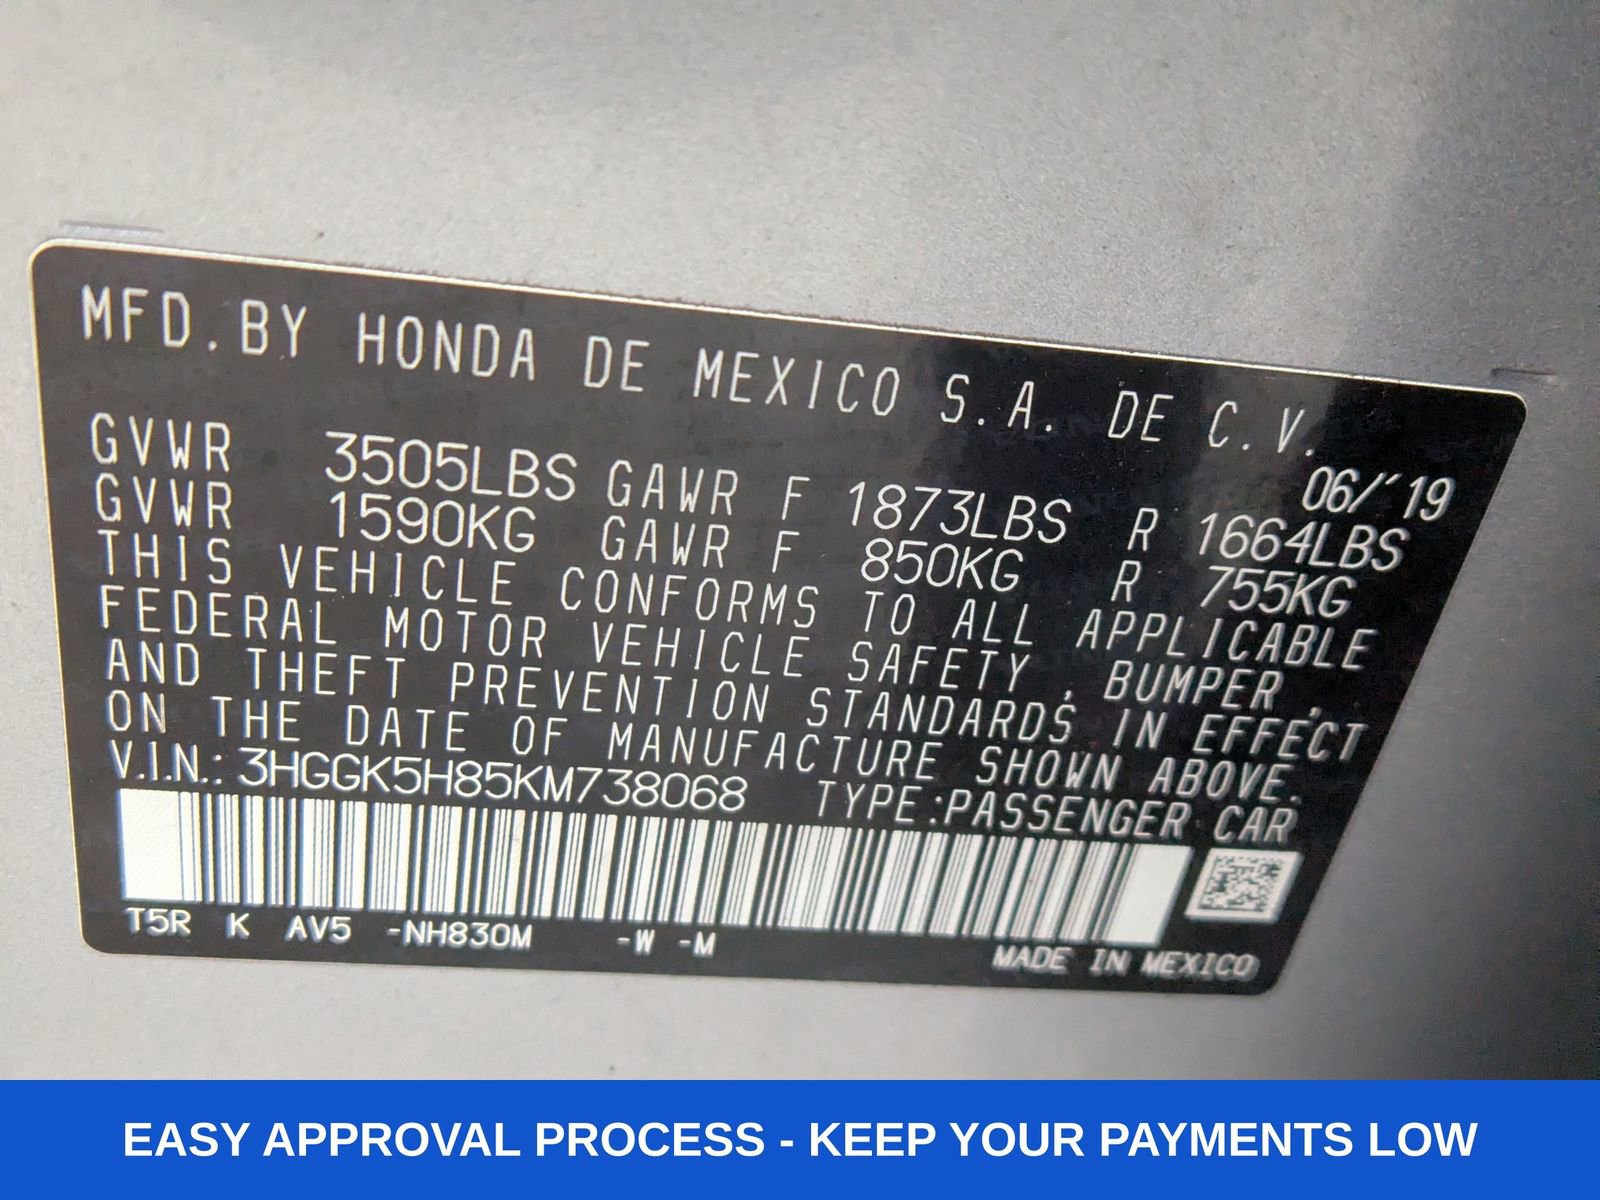 MFD.BY HONDA DE MEXICO S.A. DE C.V.
06/´19
GVWR 3505LBS GAWR F 1873LBS R 1664LBS
GVWR 1590KG GAWR F 850KG R 755KG
THIS VEHICLE CONFORMS TO ALL APPLICABLE
FEDERAL MOTOR VEHICLE SAFETY, BUMPER,
AND THEFT PREVENTION STANDARDS IN EFFECT
ON THE DATE OF MANUFACTURE SHOWN ABOVE.
V.I.N.: 3HGGK5H85KM738068 TYPE:PASSENGER CAR
T5R K AV5 -NH830M -W -M
MADE IN MEXICO
EASY APPROVAL PROCESS - KEEP YOUR PAYMENTS LOW